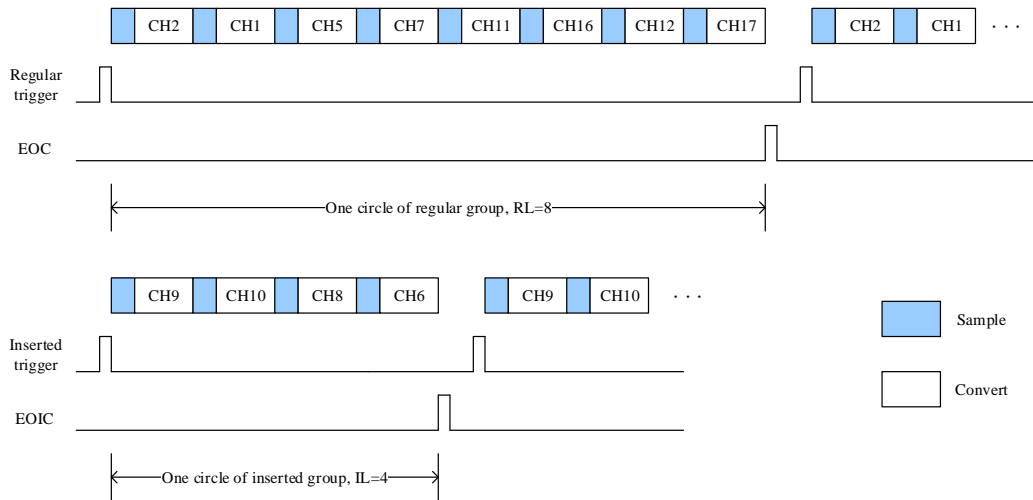 CH2 CH1 CH5 CH7 CH11 CH16 CH12 CH17 CH2 CH1 . . .
Regular
trigger
EOC
One circle of regular group, RL=8
CH9 CH10 CH8 CH6 CH9 CH10 . . .
Sample
Inserted
trigger
Convert
EOIC
One circle of inserted group, IL=4